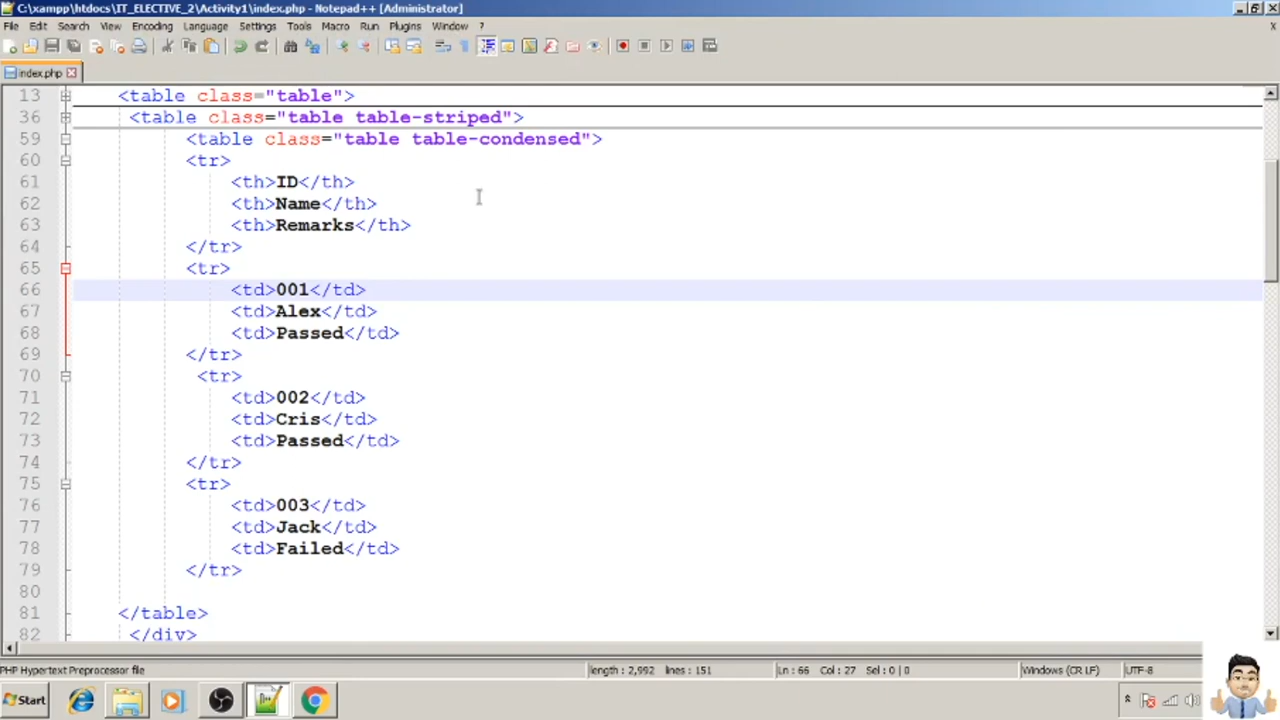 C:\xampp\htdocs\IT_ELECTIVE_2\Activity1\index.php - Notepad++ [Administrator]
File Edit Search View Encoding Language Settings Tools Macro Run Plugins Window ? X
index.php
13 <table class="table">
36 <table class="table table-striped">
59 <table class="table table-condensed">
60 <tr>
61 <th>ID</th>
62 <th>Name</th>
63 <th>Remarks</th>
64 </tr>
65 <tr>
66 <td>001</td>
67 <td>Alex</td>
68 <td>Passed</td>
69 </tr>
70 <tr>
71 <td>002</td>
72 <td>Cris</td>
73 <td>Passed</td>
74 </tr>
75 <tr>
76 <td>003</td>
77 <td>Jack</td>
78 <td>Failed</td>
79 </tr>
80
81 </table>
82 </div>
PHP Hypertext Preprocessor file length : 2,992 lines : 151 Ln : 66 Col : 27 Sel : 0 | 0 Windows (CR LF) UTF-8
Start